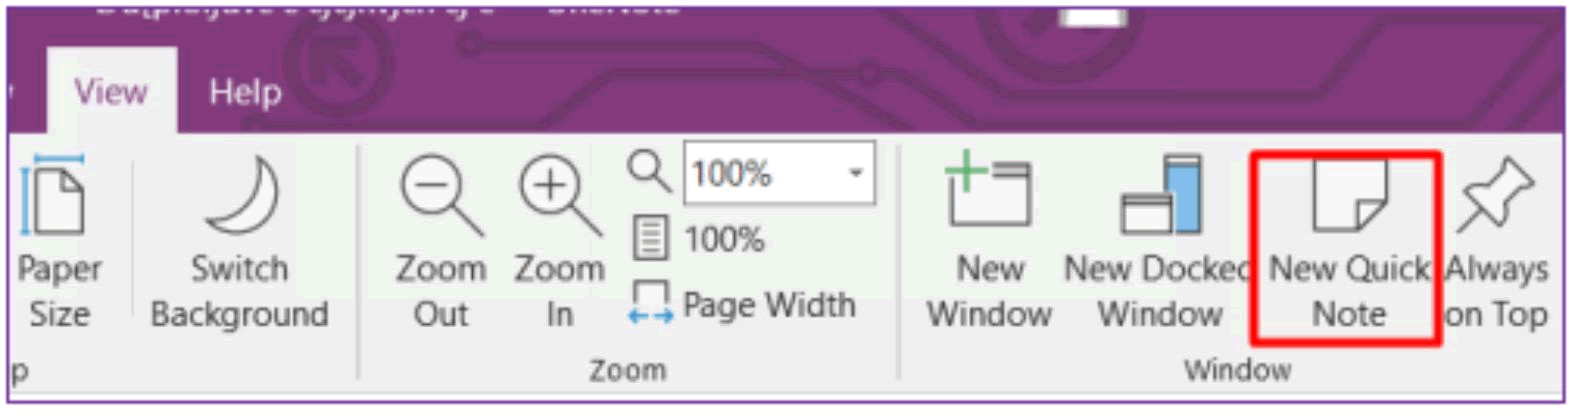 View Help
Paper
Size
Switch
Background
Zoom
Out
Zoom
In
100%
100%
Page Width
Zoom
New
Window
New Docked
Window
New Quick
Note
Always
on Top
Window